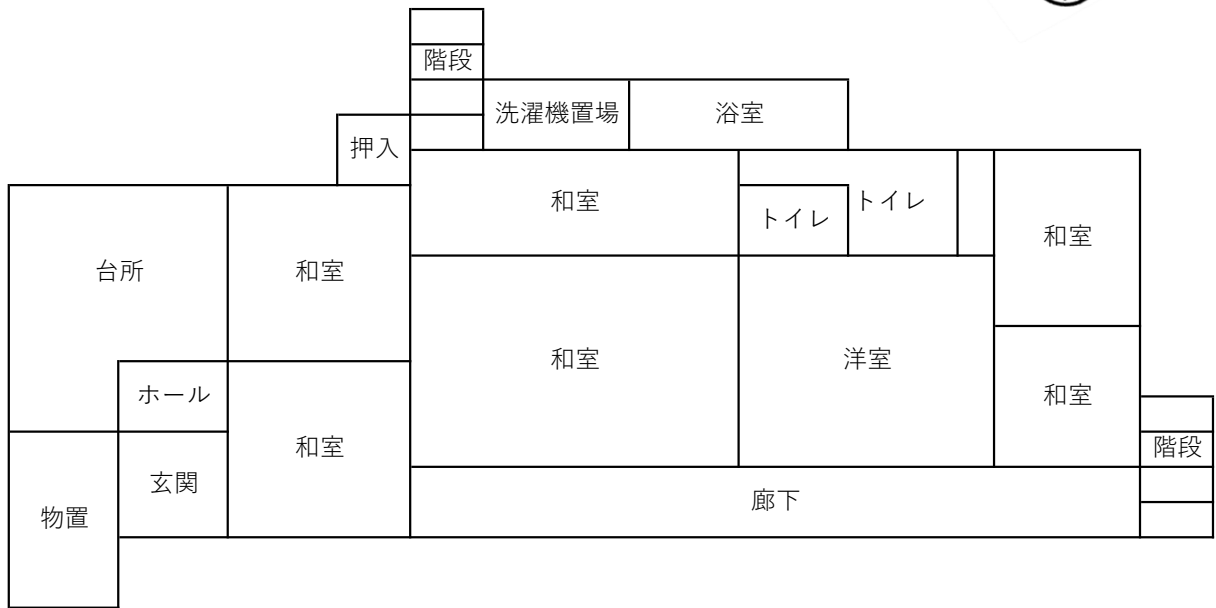 階段
洗濯機置場
浴室
押入
和室
トイレ
トイレ
和室
台所
和室
和室
洋室
ホール
和室
和室
階段
玄関
廊下
物置